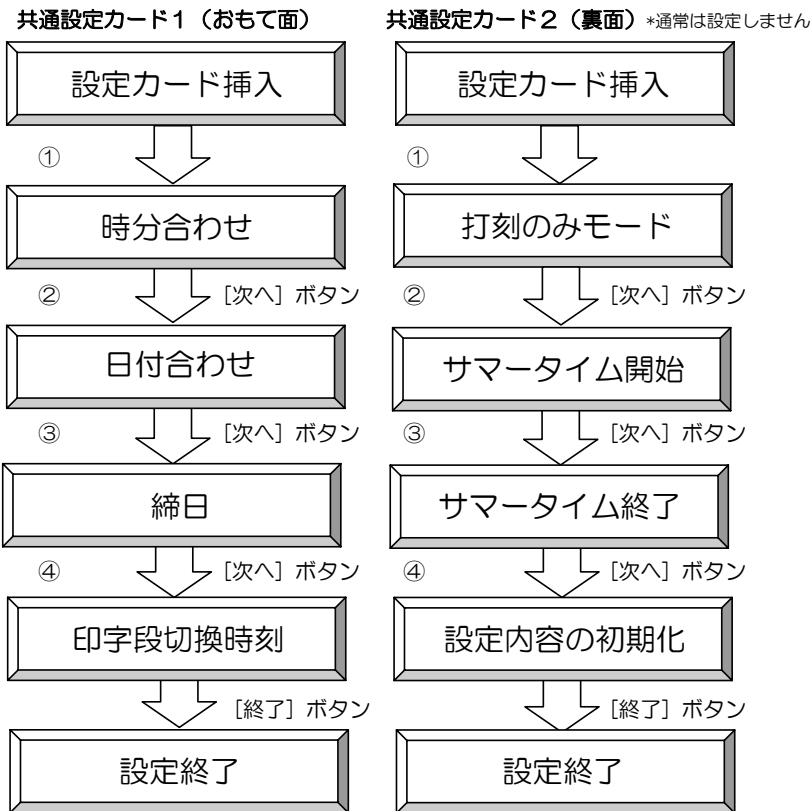 共通設定カード1（おもて面）
設定カード挿入
①
時分合わせ
② ［次へ］ボタン
日付合わせ
③ ［次へ］ボタン
締日
④ ［次へ］ボタン
印字段切換時刻
［終了］ボタン
設定終了
共通設定カード2（裏面）*通常は設定しません
設定カード挿入
①
打刻のみモード
② ［次へ］ボタン
サマータイム開始
③ ［次へ］ボタン
サマータイム終了
④ ［次へ］ボタン
設定内容の初期化
［終了］ボタン
設定終了